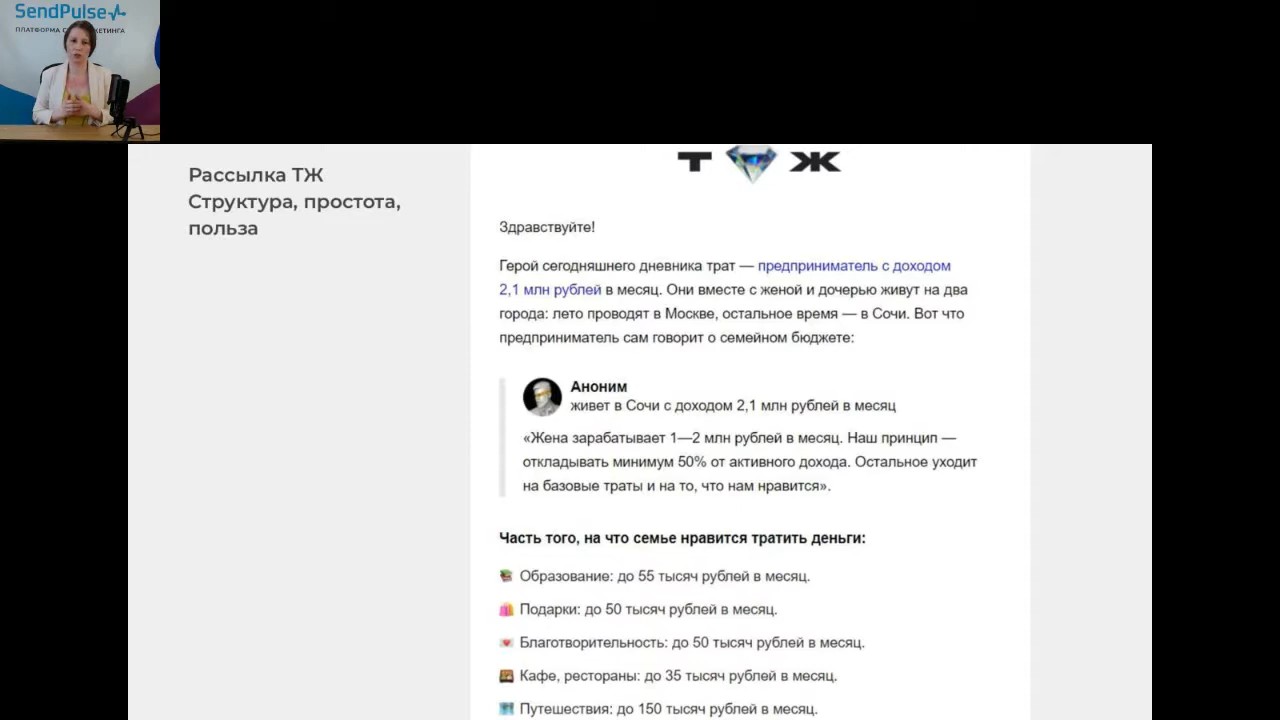 SendPulse
Рассылка ТЖ
Структура, простота,
польза
Т Ж
Здравствуйте!
Герой сегодняшнего дневника трат — предприниматель с доходом
2,1 млн рублей в месяц. Они вместе с женой и дочерью живут на два
города: лето проводят в Москве, остальное время — в Сочи. Вот что
предприниматель сам говорит о семейном бюджете:
Аноним
живет в Сочи с доходом 2,1 млн рублей в месяц
«Жена зарабатывает 1—2 млн рублей в месяц. Наш принцип —
откладывать минимум 50% от активного дохода. Остальное уходит
на базовые траты и на то, что нам нравится».
Часть того, на что семье нравится тратить деньги:
Образование: до 55 тысяч рублей в месяц.
Подарки: до 50 тысяч рублей в месяц.
Благотворительность: до 50 тысяч рублей в месяц.
Кафе, рестораны: до 35 тысяч рублей в месяц.
Путешествия: до 150 тысяч рублей в месяц.